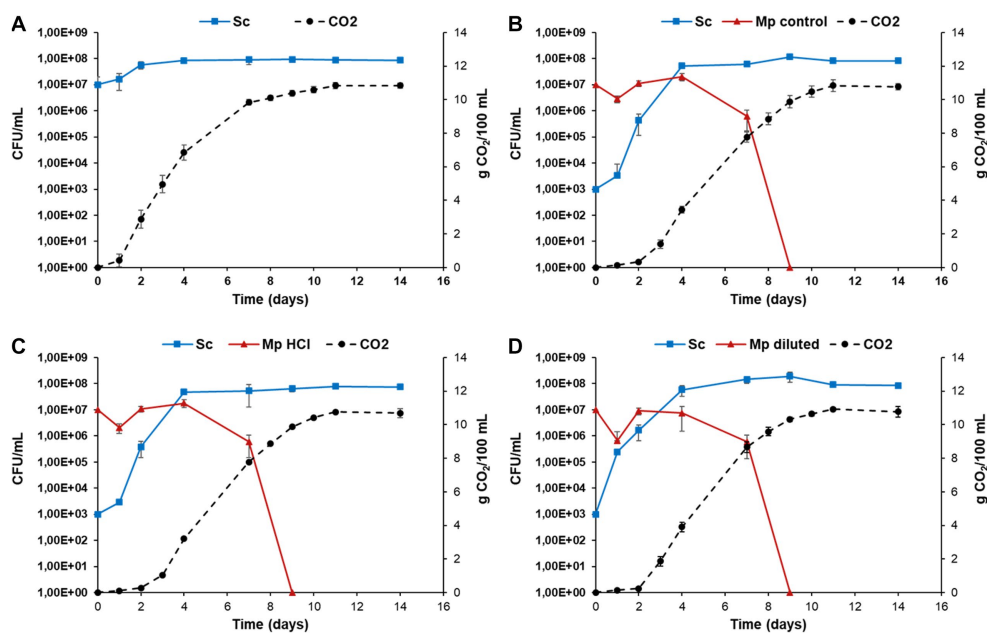 A
Sc CO2
1,00E+09 14
1,00E+08 12
1,00E+07 10
1,00E+06
1,00E+05 8
1,00E+04 6
1,00E+03
1,00E+02 4
1,00E+01 2
1,00E+00 0
CFU/mL
g CO₂/100 mL
0 2 4 6 8 10 12 14 16
Time (days)
B
Sc Mp control CO2
1,00E+09 14
1,00E+08 12
1,00E+07 10
1,00E+06
1,00E+05 8
1,00E+04 6
1,00E+03
1,00E+02 4
1,00E+01 2
1,00E+00 0
CFU/mL
g CO₂/100 mL
0 2 4 6 8 10 12 14 16
Time (days)
C
Sc Mp HCl CO2
1,00E+09 14
1,00E+08 12
1,00E+07 10
1,00E+06
1,00E+05 8
1,00E+04 6
1,00E+03
1,00E+02 4
1,00E+01 2
1,00E+00 0
CFU/mL
g CO₂/100 mL
0 2 4 6 8 10 12 14 16
Time (days)
D
Sc Mp diluted CO2
1,00E+09 14
1,00E+08 12
1,00E+07 10
1,00E+06
1,00E+05 8
1,00E+04 6
1,00E+03
1,00E+02 4
1,00E+01 2
1,00E+00 0
CFU/mL
g CO₂/100 mL
0 2 4 6 8 10 12 14 16
Time (days)